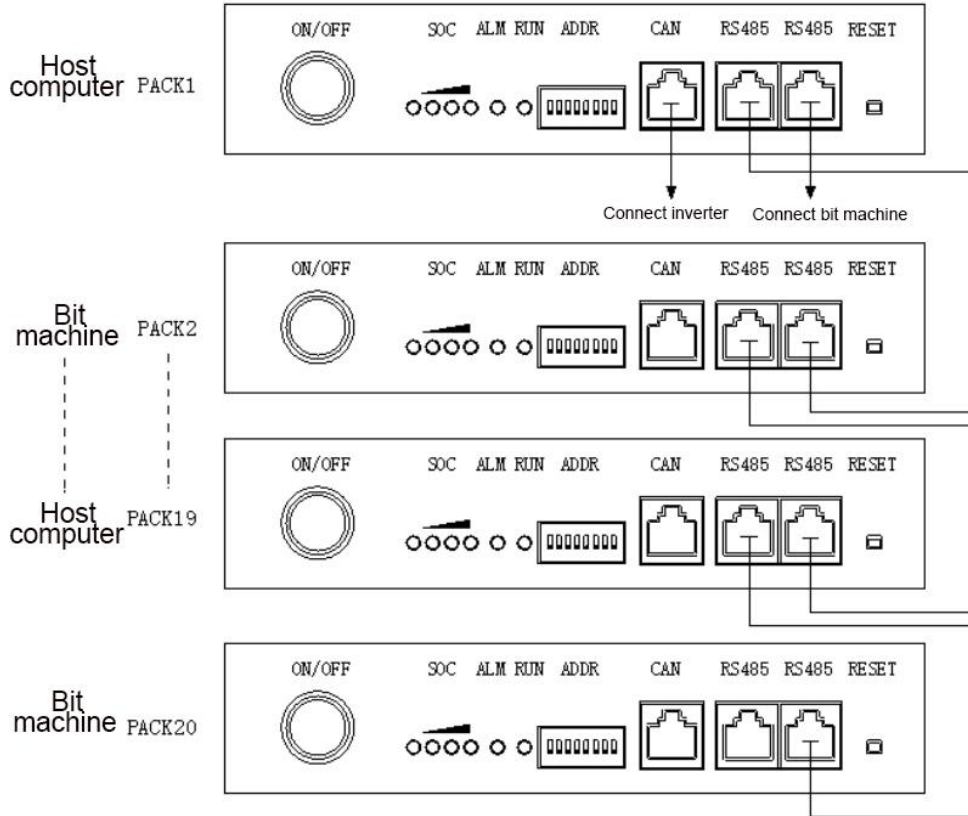 ON/OFF SOC ALM RUN ADDR CAN RS485 RS485 RESET
Host
computer PACK1
Connect inverter Connect bit machine
ON/OFF SOC ALM RUN ADDR CAN RS485 RS485 RESET
Bit
machine PACK2
ON/OFF SOC ALM RUN ADDR CAN RS485 RS485 RESET
Host
computer PACK19
ON/OFF SOC ALM RUN ADDR CAN RS485 RS485 RESET
Bit
machine PACK20